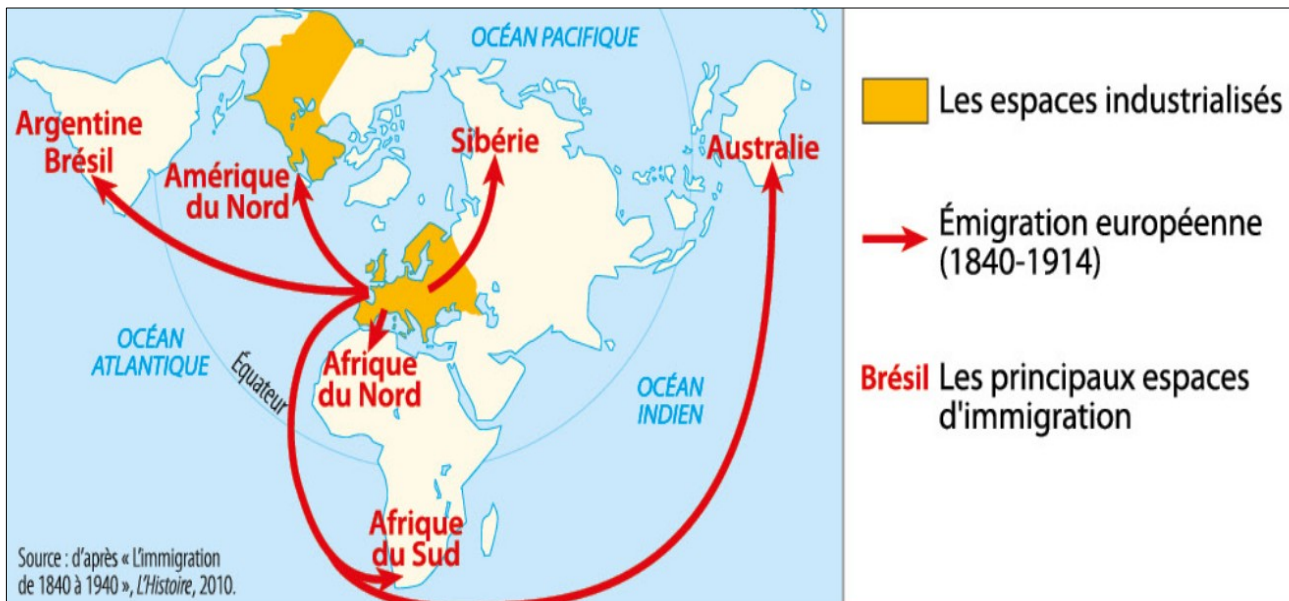 OCÉAN PACIFIQUE
Argentine
Brésil
Amérique
du Nord
Sibérie
Australie
OCÉAN
ATLANTIQUE
Équateur
Afrique
du Nord
OCÉAN
INDIEN
Afrique
du Sud
Source : d'après « L'immigration
de 1840 à 1940 », L'Histoire, 2010.
Les espaces industrialisés
Émigration européenne
(1840-1914)
Brésil Les principaux espaces
d'immigration